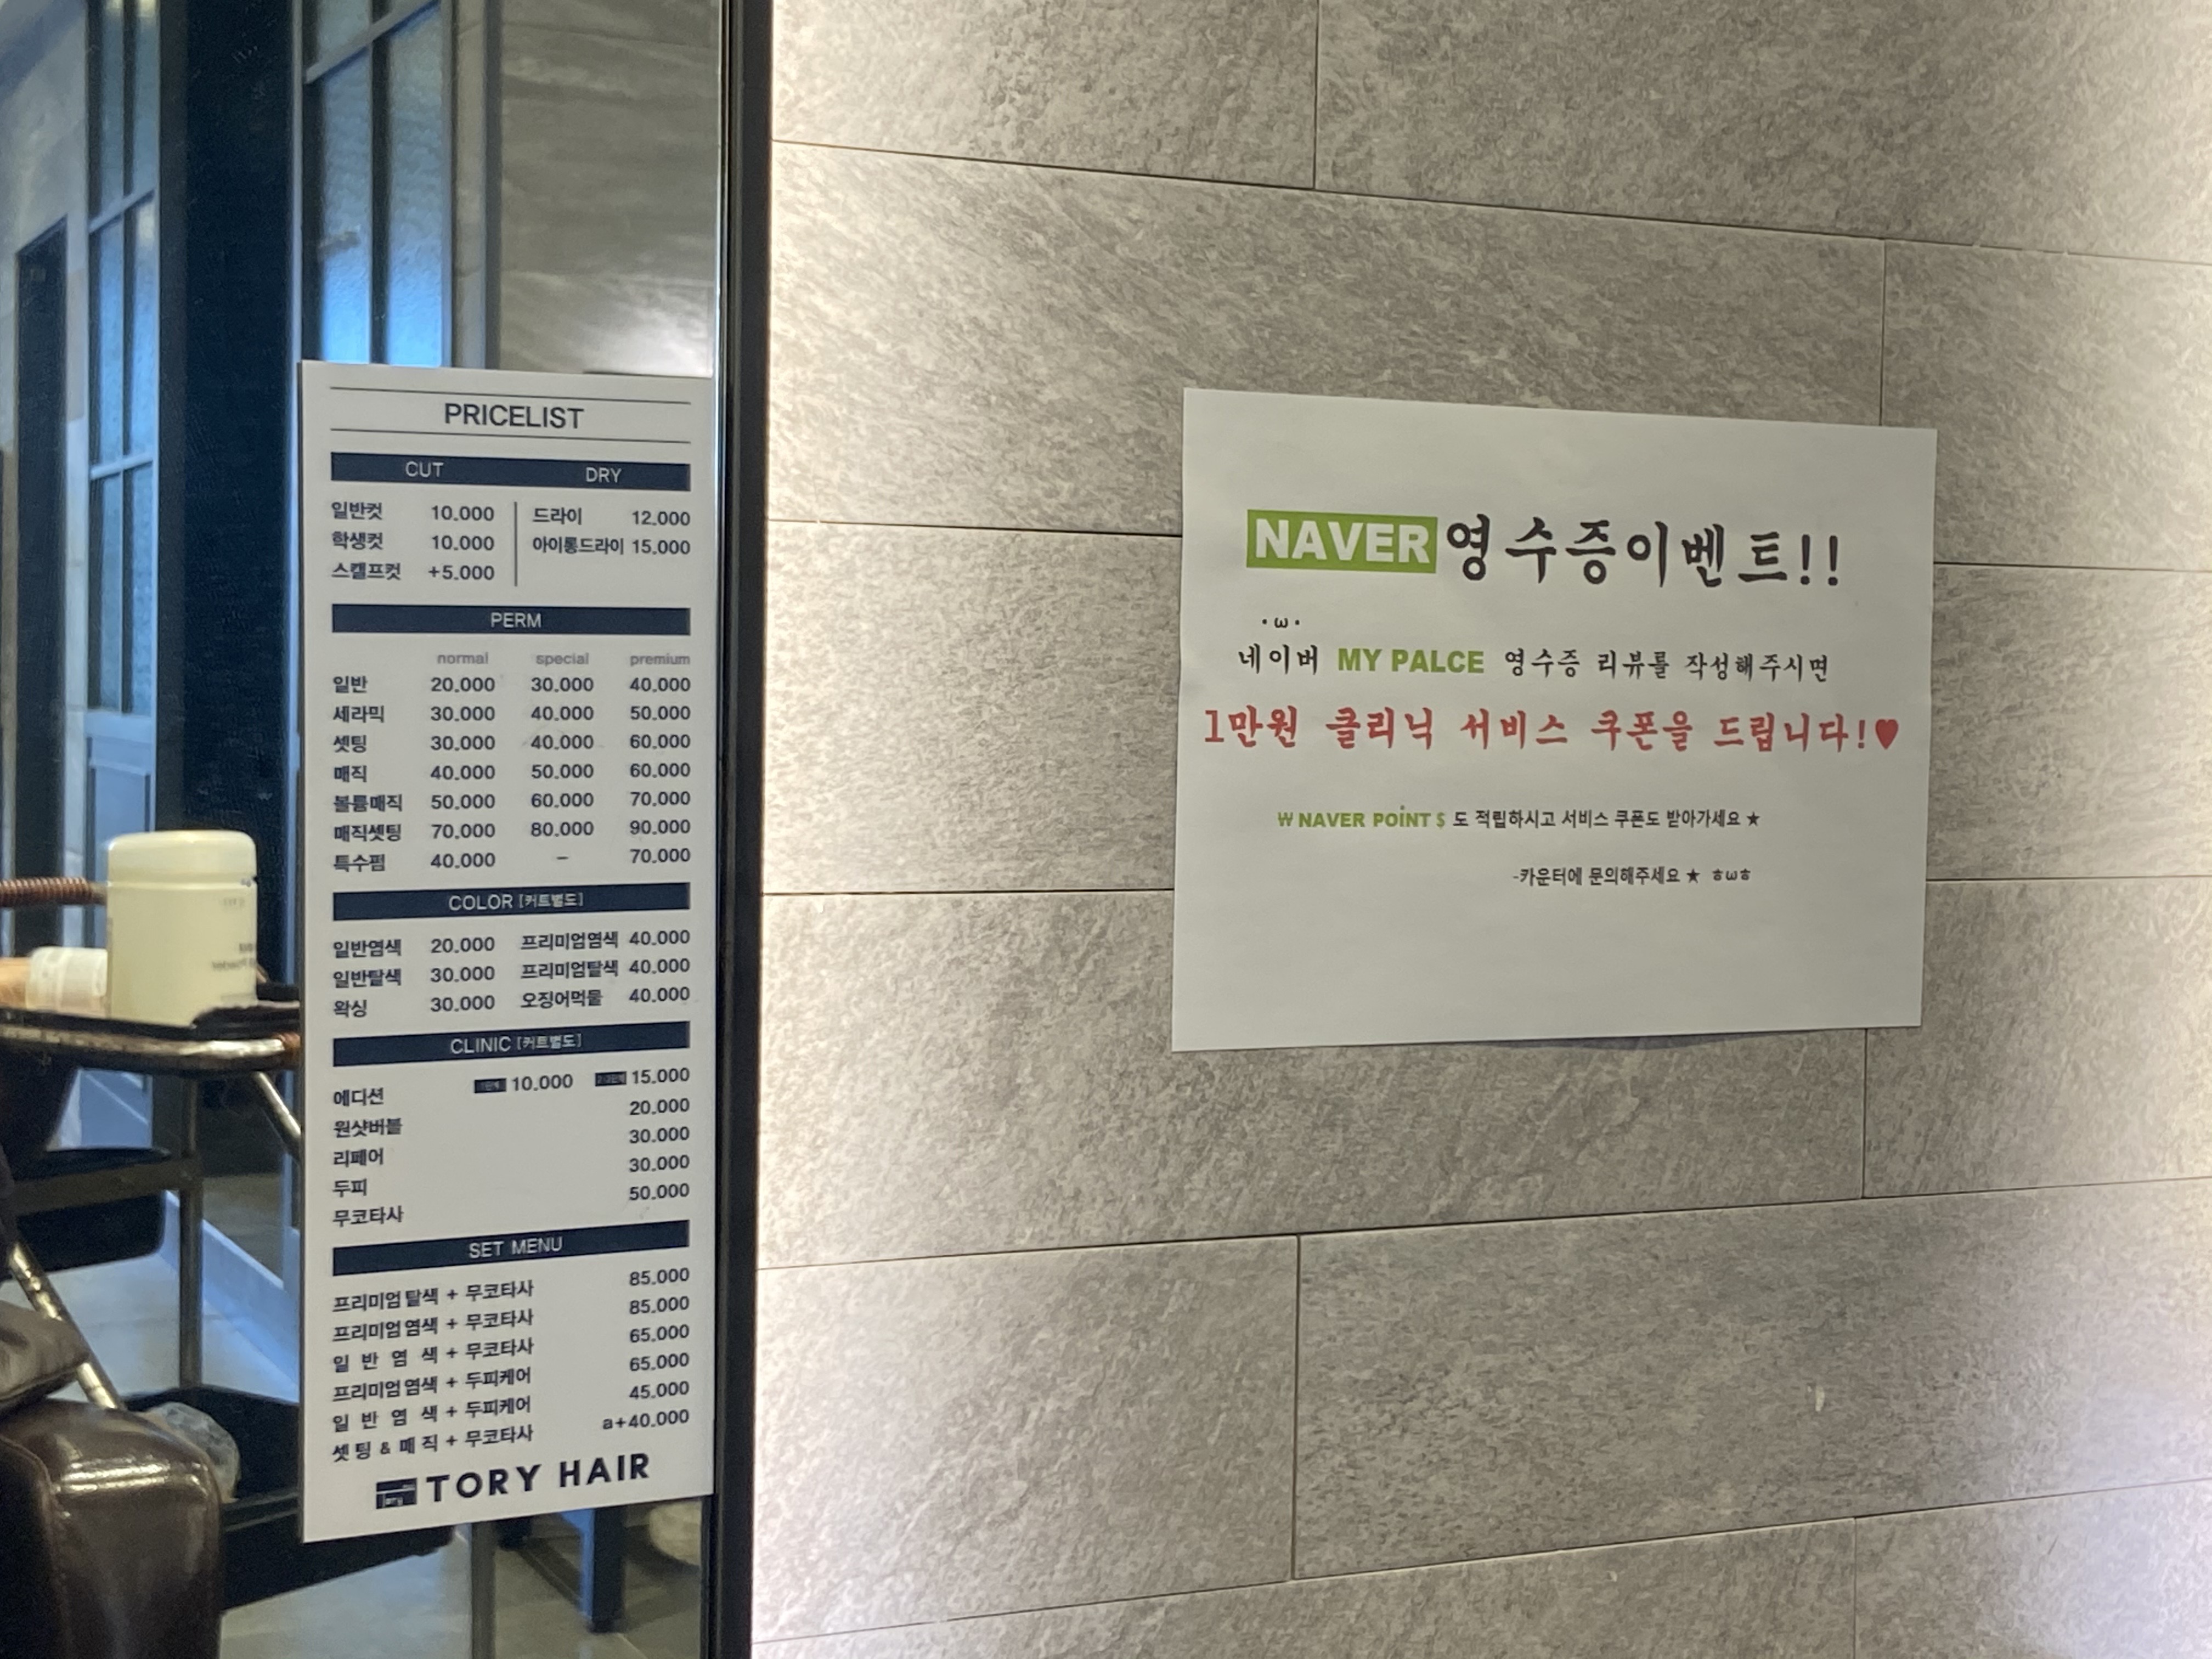 PRICELIST
CUT DRY
일반컷 10.000 드라이 12.000
학생컷 10.000 아이롱드라이 15.000
스캘프컷 +5.000
PERM
normal special premium
일반 20.000 30.000 40.000
세라믹 30.000 40.000 50.000
셋팅 30.000 40.000 60.000
매직 40.000 50.000 60.000
볼륨매직 50.000 60.000 70.000
매직셋팅 70.000 80.000 90.000
특수펌 40.000 – 70.000
COLOR [커트별도]
일반염색 20.000 프리미엄염색 40.000
일반탈색 30.000 프리미엄탈색 40.000
왁싱 30.000 오징어먹물 40.000
CLINIC [커트별도]
에디션 10.000 15.000
원샷버블 20.000
리페어 30.000
두피 30.000
무코타사 50.000
SET MENU
프리미엄탈색 + 무코타사 85.000
프리미엄염색 + 무코타사 85.000
일 반 염 색 + 무코타사 65.000
프리미엄염색 + 두피케어 65.000
일 반 염 색 + 두피케어 45.000
셋팅 & 매직 + 무코타사 a+40.000
TORY HAIR
NAVER 영수증이벤트!!
·ω·
네이버 MY PALCE 영수증 리뷰를 작성해주시면
1만원 클리닉 서비스 쿠폰을 드립니다!♥
₩ NAVER POiNT $ 도 적립하시고 서비스 쿠폰도 받아가세요 ★
-카운터에 문의해주세요 ★ ㅎωㅎ